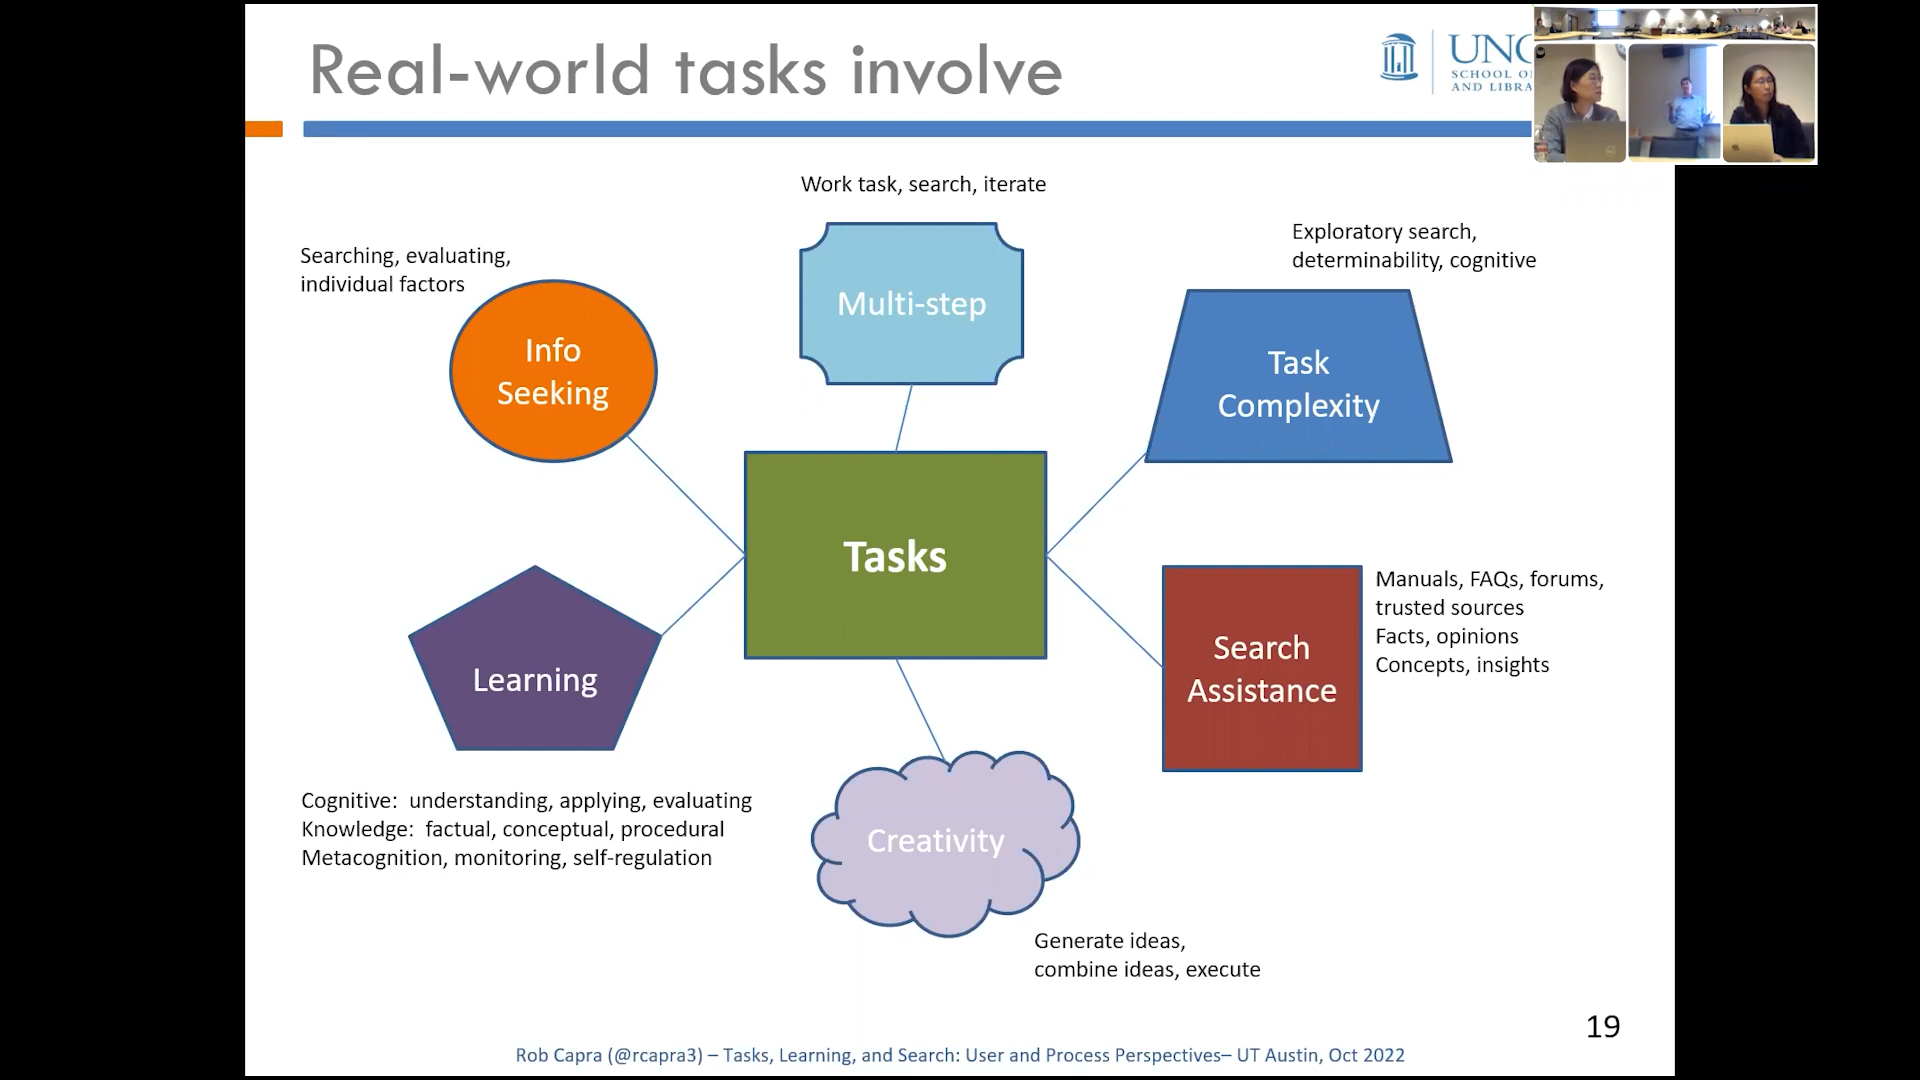 Real-world tasks involve
UNC
SCHOOL O
AND LIBRA
Work task, search, iterate
Exploratory search,
determinability, cognitive
Searching, evaluating,
individual factors
Multi-step
Info
Seeking
Task
Complexity
Tasks
Manuals, FAQs, forums,
trusted sources
Facts, opinions
Concepts, insights
Search
Assistance
Learning
Cognitive: understanding, applying, evaluating
Knowledge: factual, conceptual, procedural
Metacognition, monitoring, self-regulation
Creativity
Generate ideas,
combine ideas, execute
19
Rob Capra (@rcapra3) – Tasks, Learning, and Search: User and Process Perspectives– UT Austin, Oct 2022